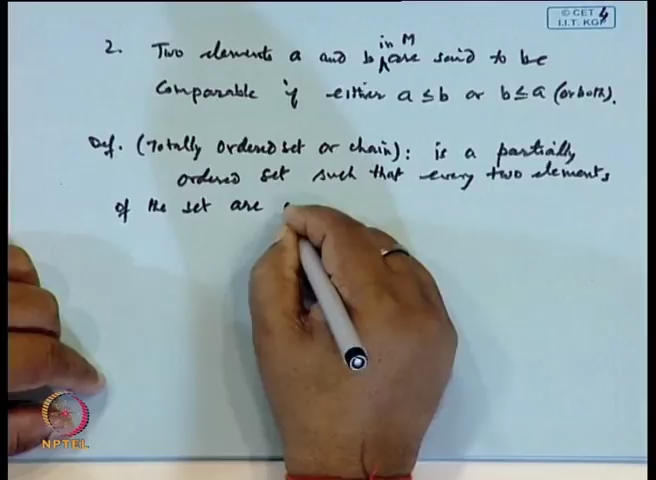 © CET
I.I.T. KGP 4
2. Two elements a and b in M are said to be
Comparable if either a ≤ b or b ≤ a (or both).
Def. (Totally ordered set or chain): is a partially
ordered set such that every two elements
of the set are
NPTEL